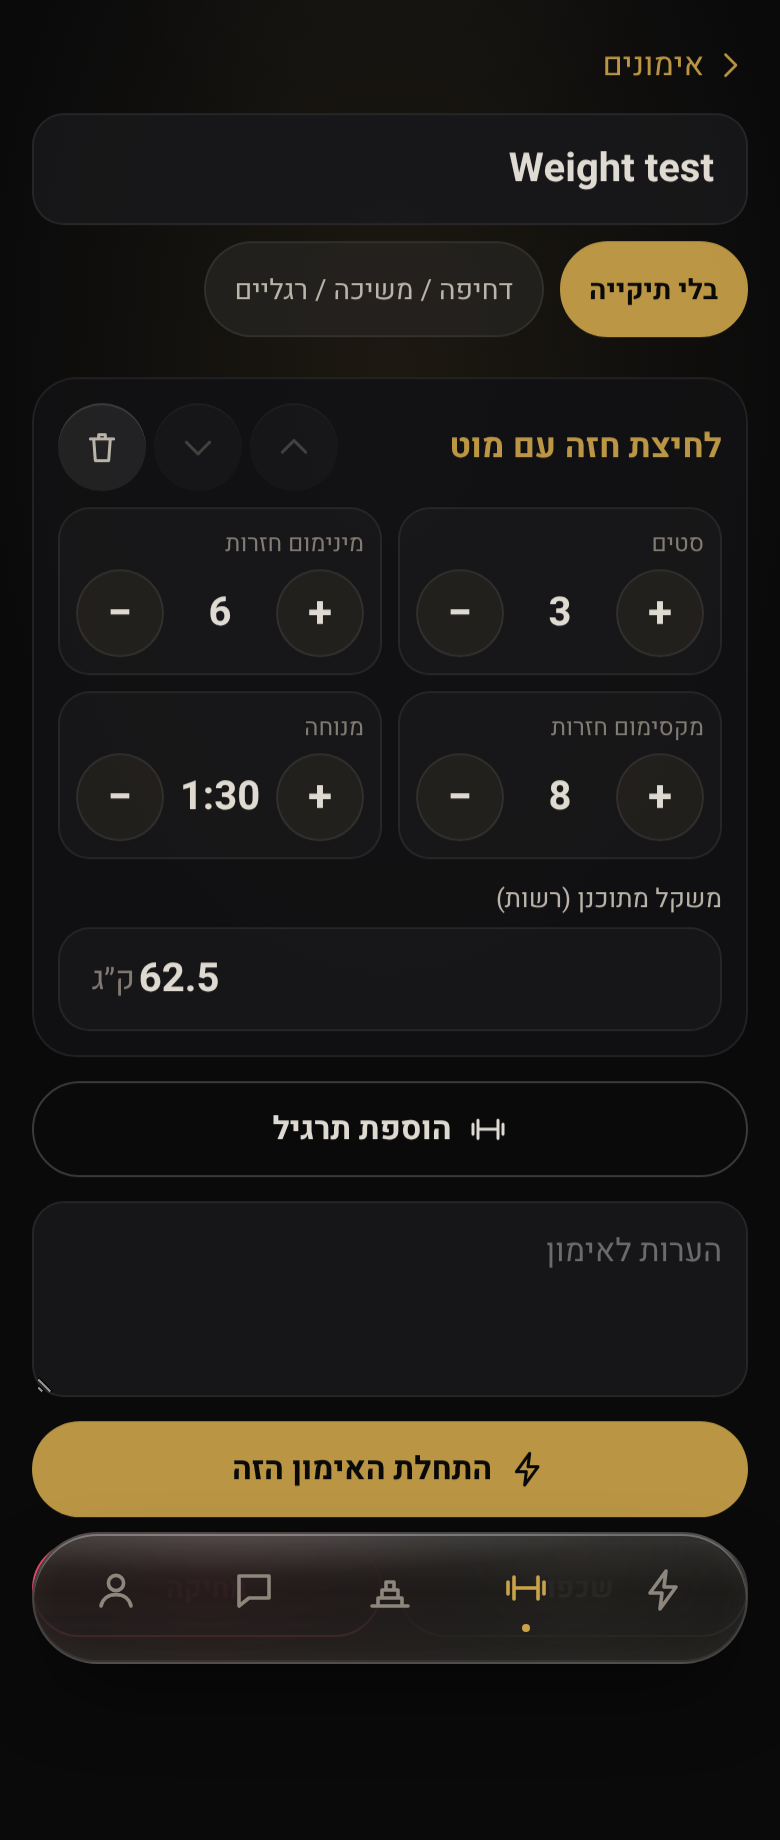 אימונים
Weight test
בלי תיקייה
דחיפה / משיכה / רגליים
לחיצת חזה עם מוט
סטים
מינימום חזרות
+ 3 −
+ 6 −
מקסימום חזרות
מנוחה
+ 8 −
+ 1:30 −
משקל מתוכנן (רשות)
62.5 ק״ג
הוספת תרגיל
הערות לאימון
התחלת האימון הזה